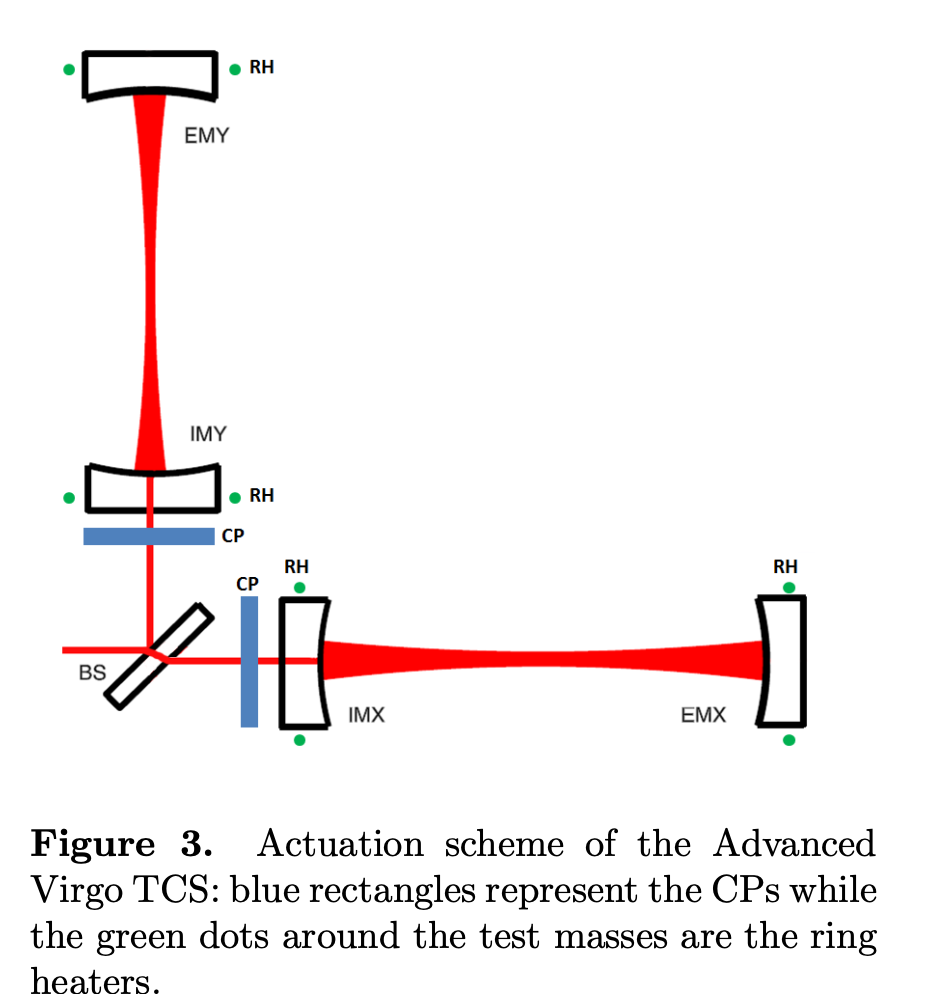 RH
EMY
IMY
RH
CP
RH
RH
CP
BS
IMX
EMX
Figure 3. Actuation scheme of the Advanced
Virgo TCS: blue rectangles represent the CPs while
the green dots around the test masses are the ring
heaters.